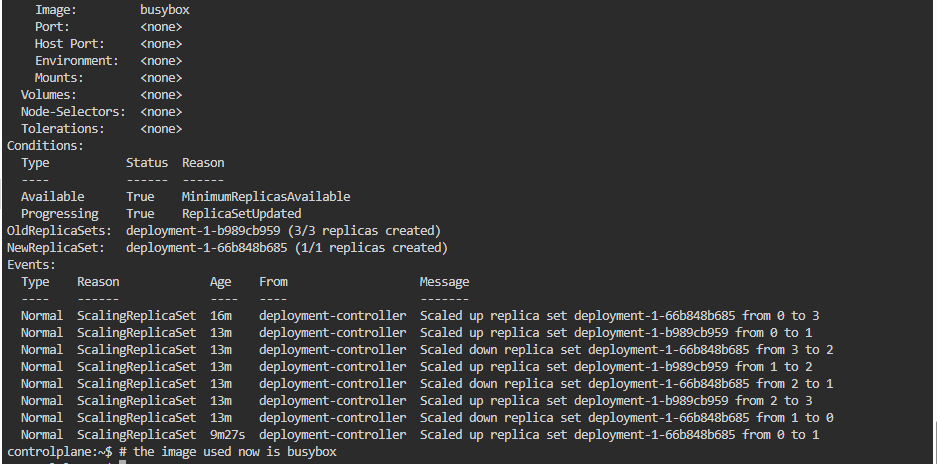 Image:        busybox
Port:         <none>
Host Port:    <none>
Environment:  <none>
Mounts:       <none>
Volumes:        <none>
Node-Selectors: <none>
Tolerations:    <none>
Conditions:
Type           Status  Reason
----           ------  ------
Available      True    MinimumReplicasAvailable
Progressing    True    ReplicaSetUpdated
OldReplicaSets:  deployment-1-b989cb959 (3/3 replicas created)
NewReplicaSet:   deployment-1-66b848b685 (1/1 replicas created)
Events:
Type    Reason             Age    From                   Message
----    ------             ----   ----                   -------
Normal  ScalingReplicaSet  16m    deployment-controller  Scaled up replica set deployment-1-66b848b685 from 0 to 3
Normal  ScalingReplicaSet  13m    deployment-controller  Scaled up replica set deployment-1-b989cb959 from 0 to 1
Normal  ScalingReplicaSet  13m    deployment-controller  Scaled down replica set deployment-1-66b848b685 from 3 to 2
Normal  ScalingReplicaSet  13m    deployment-controller  Scaled up replica set deployment-1-b989cb959 from 1 to 2
Normal  ScalingReplicaSet  13m    deployment-controller  Scaled down replica set deployment-1-66b848b685 from 2 to 1
Normal  ScalingReplicaSet  13m    deployment-controller  Scaled up replica set deployment-1-b989cb959 from 2 to 3
Normal  ScalingReplicaSet  13m    deployment-controller  Scaled down replica set deployment-1-66b848b685 from 1 to 0
Normal  ScalingReplicaSet  9m27s  deployment-controller  Scaled up replica set deployment-1-66b848b685 from 0 to 1
controlplane:~$ # the image used now is busybox